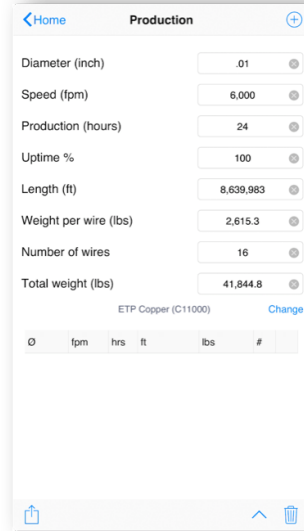 Home Production
Diameter (inch) .01
Speed (fpm) 6,000
Production (hours) 24
Uptime % 100
Length (ft) 8,639,983
Weight per wire (lbs) 2,615.3
Number of wires 16
Total weight (lbs) 41,844.8
ETP Copper (C11000) Change
Ø fpm hrs ft lbs #